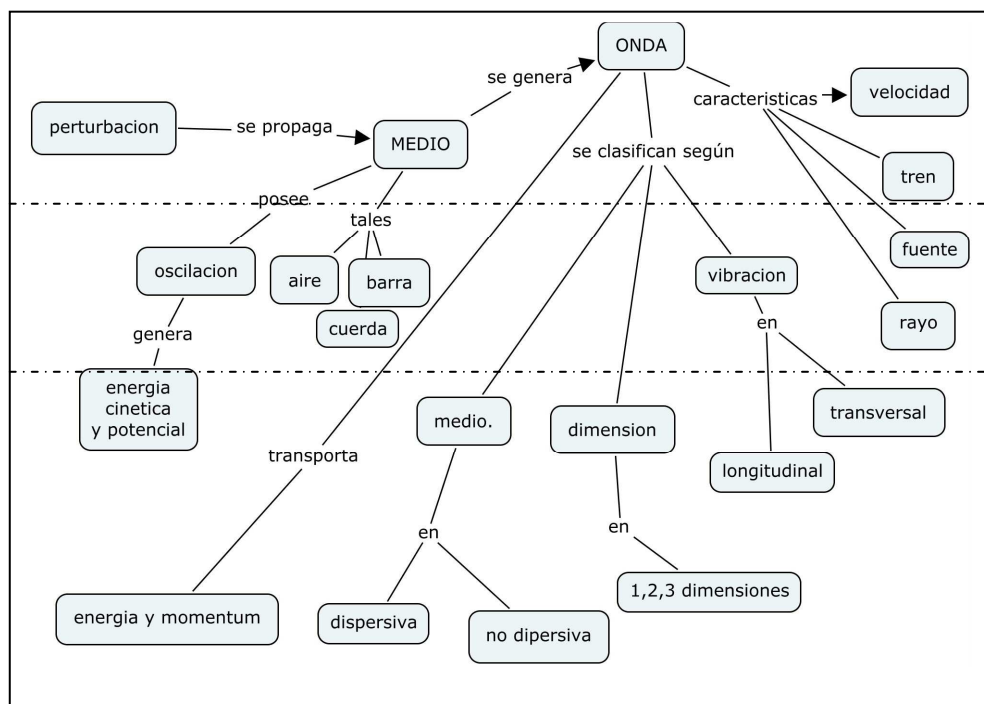 ONDA
se genera
caracteristicas
velocidad
perturbacion
se propaga
MEDIO
se clasifican según
tren
posee
tales
fuente
oscilacion
aire
barra
vibracion
cuerda
rayo
genera
en
energia
cinetica
y potencial
medio.
dimension
transversal
transporta
longitudinal
en
en
energia y momentum
dispersiva
no dipersiva
1,2,3 dimensiones